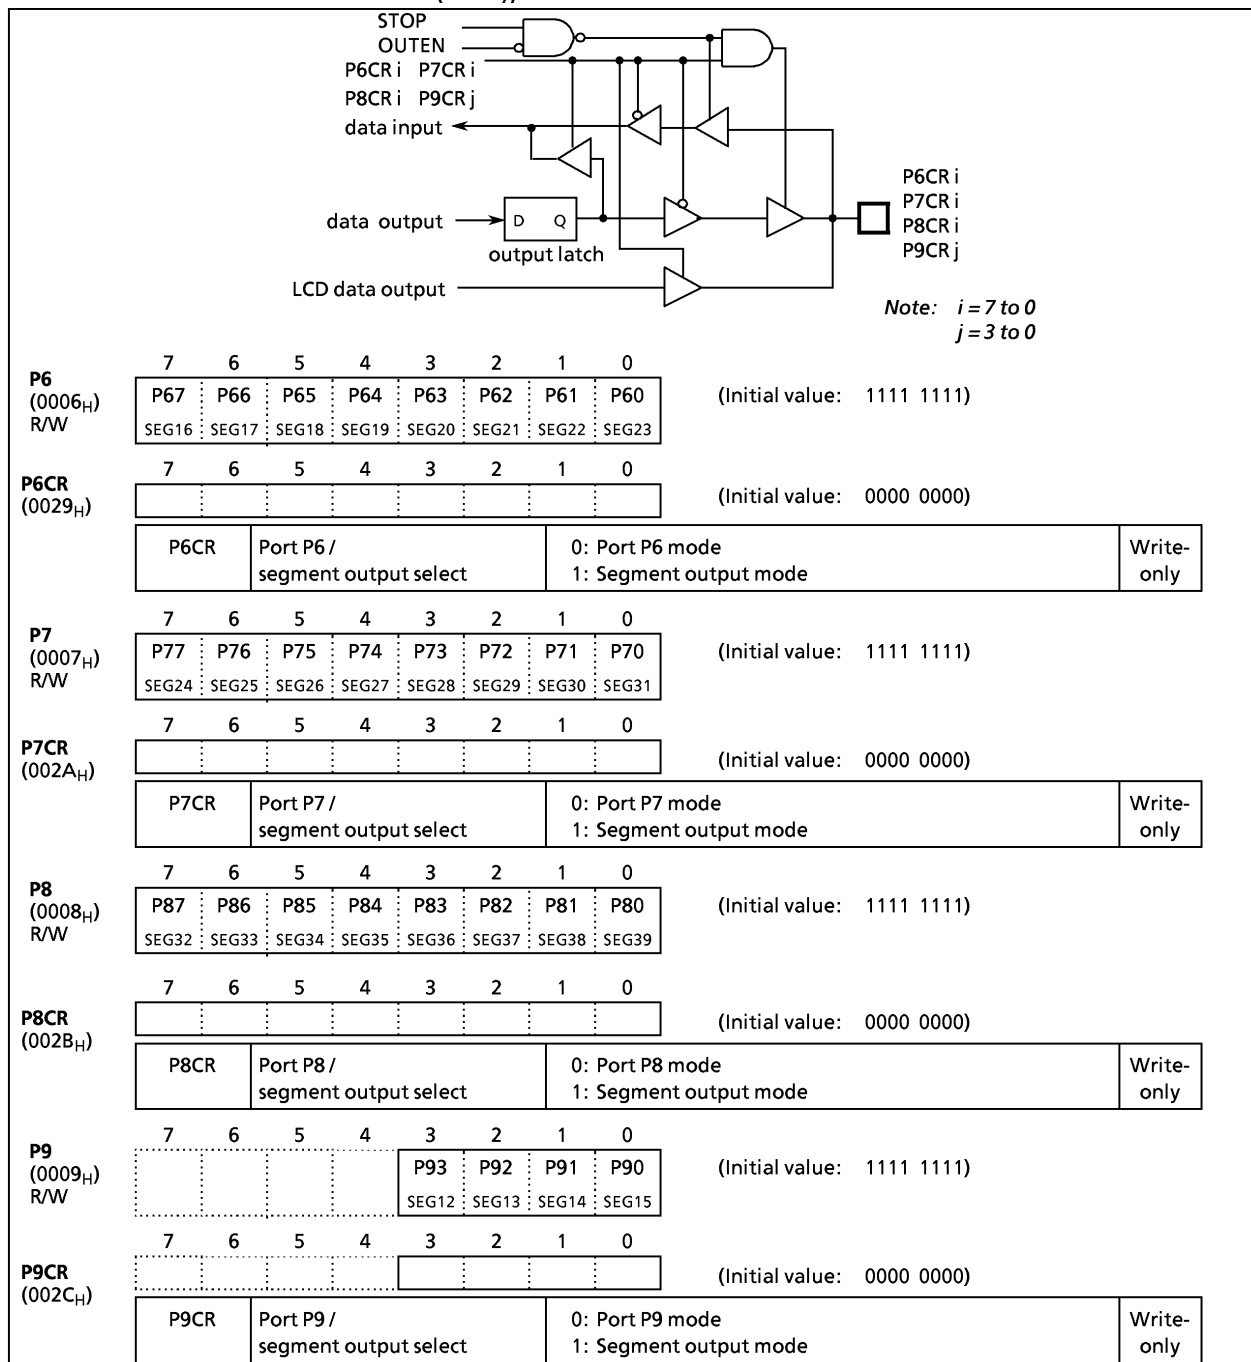 STOP
OUTEN
P6CR i P7CR i
P8CR i P9CR j
data input
P6CR i
P7CR i
P8CR i
P9CR j
data output
D Q
output latch
LCD data output
Note: i = 7 to 0
j = 3 to 0
7 6 5 4 3 2 1 0
P6
(0006H)
R/W
P67 P66 P65 P64 P63 P62 P61 P60
SEG16 SEG17 SEG18 SEG19 SEG20 SEG21 SEG22 SEG23
(Initial value: 1111 1111)
7 6 5 4 3 2 1 0
P6CR
(0029H)
(Initial value: 0000 0000)
P6CR Port P6 / 0: Port P6 mode Write-
segment output select 1: Segment output mode only
7 6 5 4 3 2 1 0
P7
(0007H)
R/W
P77 P76 P75 P74 P73 P72 P71 P70
SEG24 SEG25 SEG26 SEG27 SEG28 SEG29 SEG30 SEG31
(Initial value: 1111 1111)
7 6 5 4 3 2 1 0
P7CR
(002AH)
(Initial value: 0000 0000)
P7CR Port P7 / 0: Port P7 mode Write-
segment output select 1: Segment output mode only
7 6 5 4 3 2 1 0
P8
(0008H)
R/W
P87 P86 P85 P84 P83 P82 P81 P80
SEG32 SEG33 SEG34 SEG35 SEG36 SEG37 SEG38 SEG39
(Initial value: 1111 1111)
7 6 5 4 3 2 1 0
P8CR
(002BH)
(Initial value: 0000 0000)
P8CR Port P8 / 0: Port P8 mode Write-
segment output select 1: Segment output mode only
7 6 5 4 3 2 1 0
P9
(0009H)
R/W
P93 P92 P91 P90
SEG12 SEG13 SEG14 SEG15
(Initial value: 1111 1111)
7 6 5 4 3 2 1 0
P9CR
(002CH)
(Initial value: 0000 0000)
P9CR Port P9 / 0: Port P9 mode Write-
segment output select 1: Segment output mode only